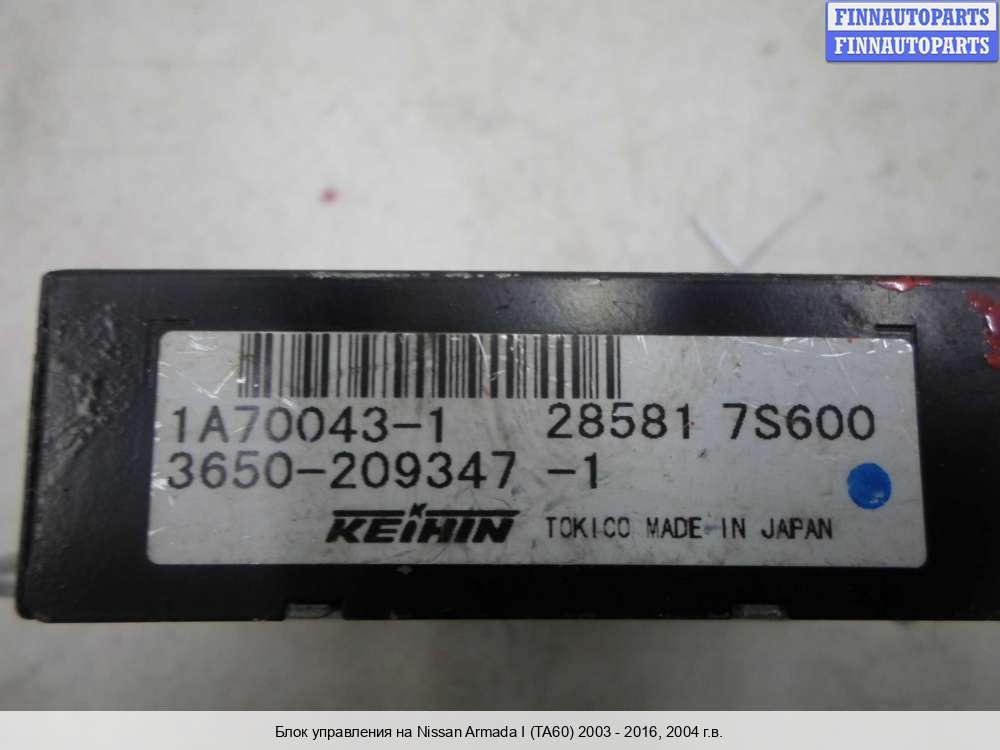 FINNAUTOPARTS
FINNAUTOPARTS
1A70043-1 28581 7S600
3650-209347 -1
KEIHIN TOKICO MADE IN JAPAN
Блок управления на Nissan Armada I (TA60) 2003 - 2016, 2004 г.в.